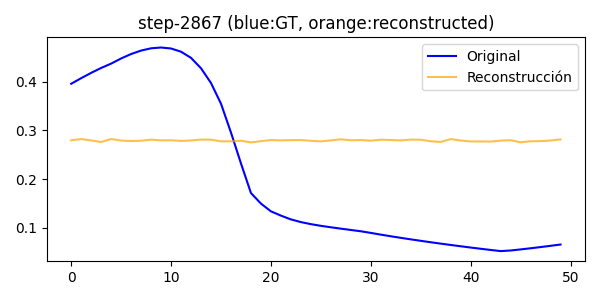 step-2867 (blue:GT, orange:reconstructed)
Original
Reconstrucción
0.4
0.3
0.2
0.1
0 10 20 30 40 50